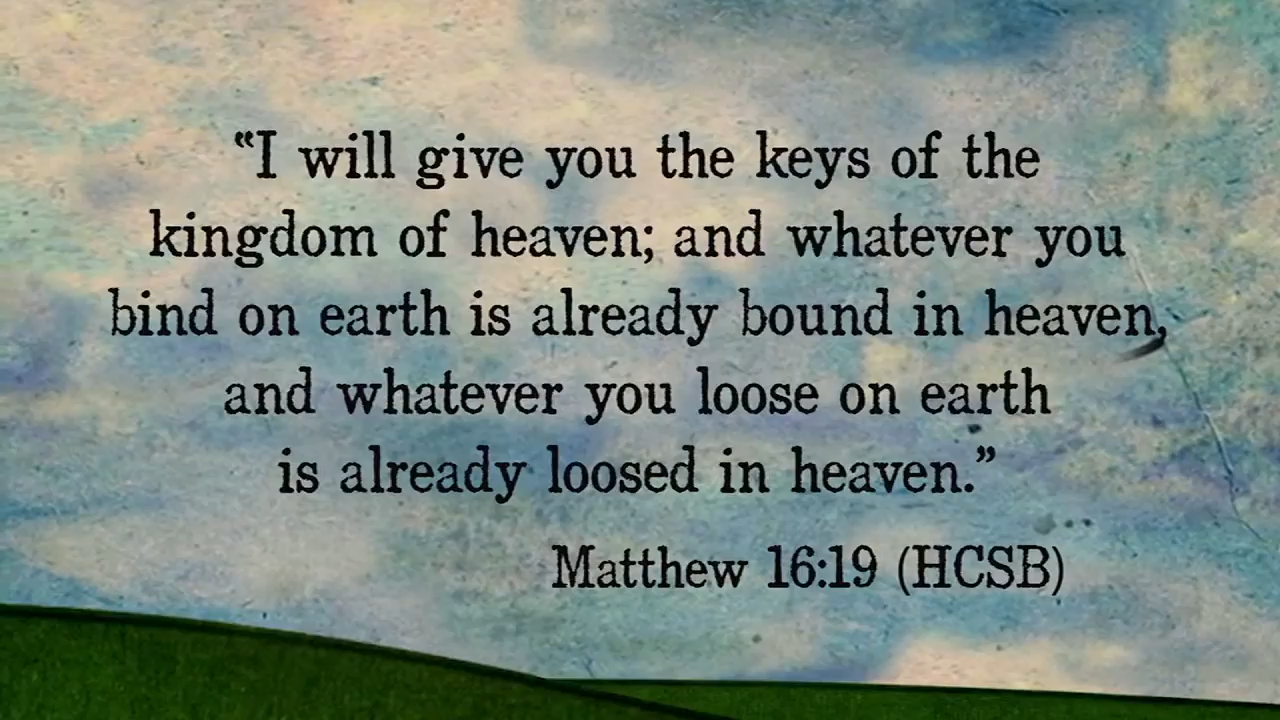 “I will give you the keys of the
kingdom of heaven; and whatever you
bind on earth is already bound in heaven,
and whatever you loose on earth
is already loosed in heaven.”
Matthew 16:19 (HCSB)